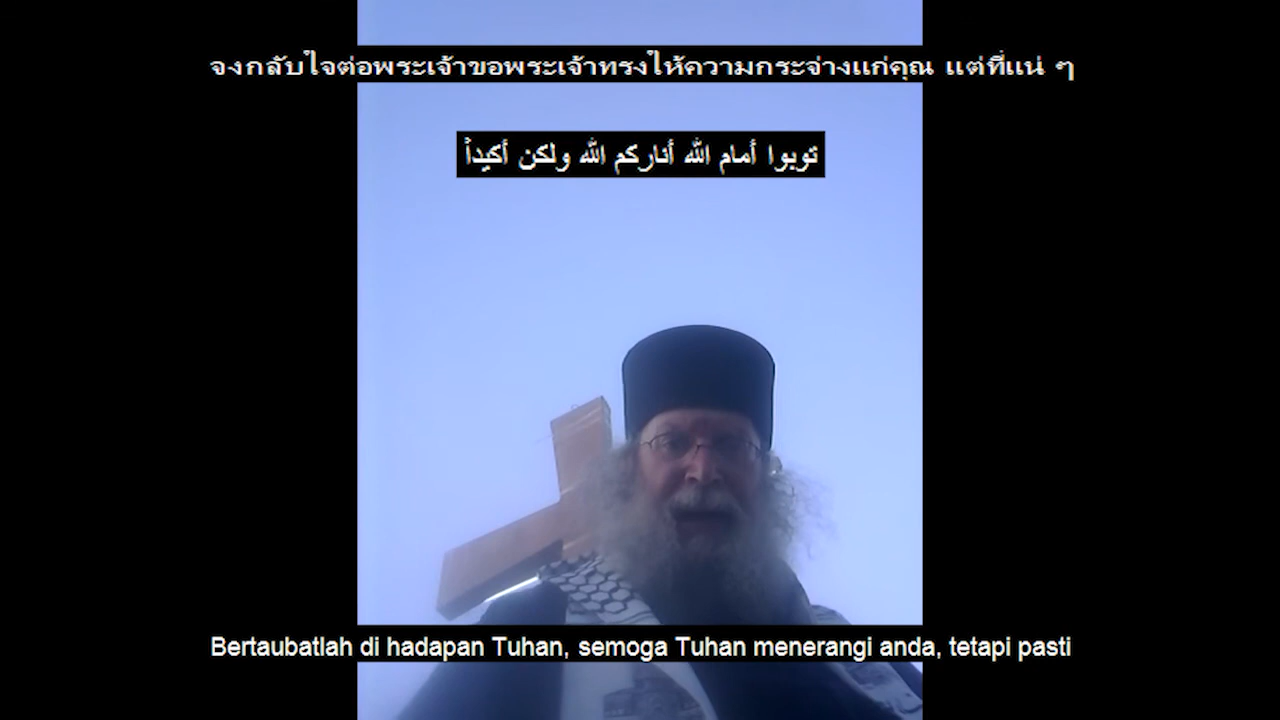 จงกลับใจต่อพระเจ้าขอพระเจ้าทรงให้ความกระจ่างแก่คุณ แต่ที่แน่ ๆ
توبوا أمام الله أناركم الله ولكن أكيداً
Bertaubatlah di hadapan Tuhan, semoga Tuhan menerangi anda, tetapi pasti